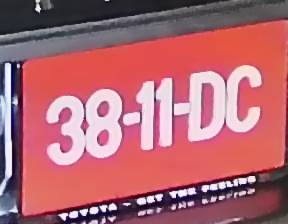 38-11-DC
TOYOTA - GET THE FEELING